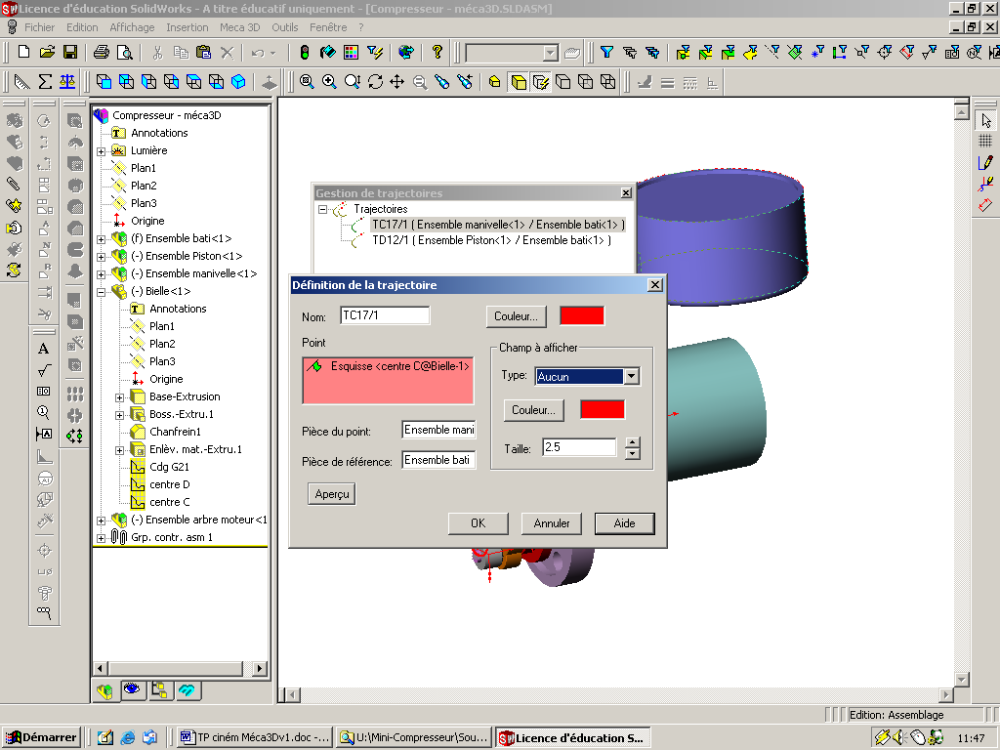 Licence d'éducation SolidWorks - A titre éducatif uniquement - [Compresseur - méca3D.SLDASM]
Fichier Edition Affichage Insertion Meca 3D Outils Fenêtre ?
Compresseur - méca3D
Annotations
Lumière
Plan1
Plan2
Plan3
Origine
(f) Ensemble bati<1>
(-) Ensemble Piston<1>
(-) Ensemble manivelle<1>
(-) Bielle<1>
Annotations
Plan1
Plan2
Plan3
Origine
Base-Extrusion
Boss.-Extru.1
Chanfrein1
Enlèv. mat.-Extru.1
Cdg G21
centre D
centre C
(-) Ensemble arbre moteur<1
Grp. contr. asm 1
Gestion de trajectoires
Trajectoires
TC17/1 ( Ensemble manivelle<1> / Ensemble bati<1> )
TD12/1 ( Ensemble Piston<1> / Ensemble bati<1> )
Définition de la trajectoire
Nom: TC17/1 Couleur...
Point
Esquisse <centre C@Bielle-1>
Champ à afficher
Type: Aucun
Couleur...
Taille: 2.5
Pièce du point: Ensemble mani
Pièce de référence: Ensemble bati
Aperçu
OK Annuler Aide
Edition: Assemblage
Démarrer TP ciném Méca3Dv1.doc -... U:\Mini-Compresseur\Sou... Licence d'éducation S... 11:47